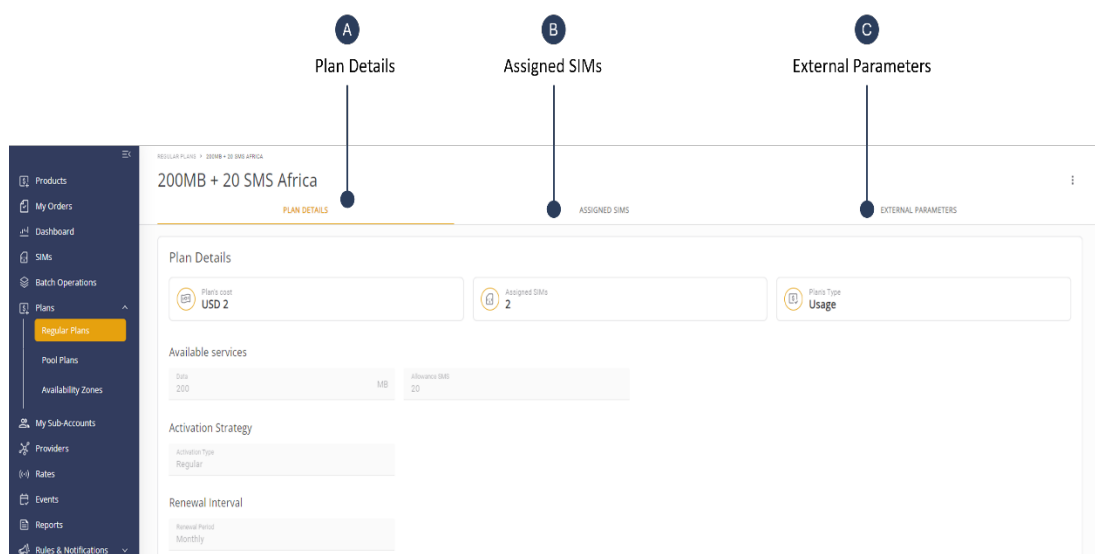 A
B
C
Plan Details
Assigned SIMs
External Parameters
REGULAR PLANS > 200MB + 20 SMS AFRICA
200MB + 20 SMS Africa
PLAN DETAILS
ASSIGNED SIMS
EXTERNAL PARAMETERS
Products
My Orders
Dashboard
SIMs
Batch Operations
Plans
Regular Plans
Pool Plans
Availability Zones
My Sub-Accounts
Providers
Rates
Events
Reports
Rules & Notifications
Plan Details
Plan's cost
USD 2
Assigned SIMs
2
Plans Type
Usage
Available services
Data
200
MB
Allowance SMS
20
Activation Strategy
Activation Type
Regular
Renewal Interval
Renewal Period
Monthly